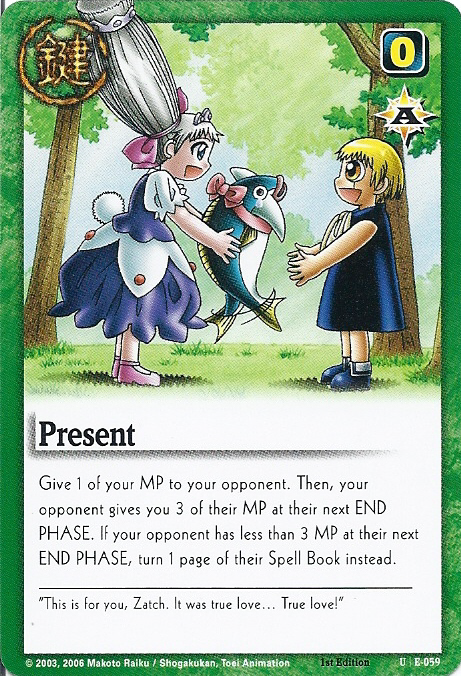 鍵
0
A
Present
Give 1 of your MP to your opponent. Then, your
opponent gives you 3 of their MP at their next END
PHASE. If your opponent has less than 3 MP at their next
END PHASE, turn 1 page of their Spell Book instead.
"This is for you, Zatch. It was true love... True love!"
© 2003, 2006 Makoto Raiku / Shogakukan, Toei Animation 1st Edition U E-059